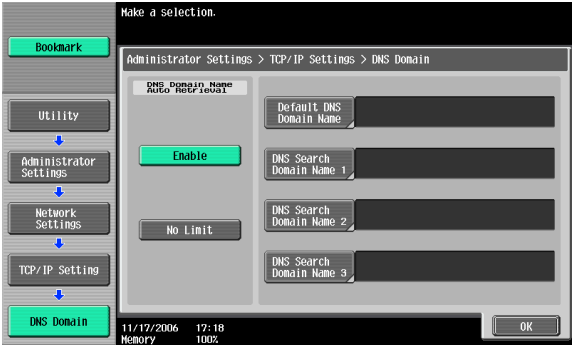 Make a selection.
Bookmark
Administrator Settings > TCP/IP Settings > DNS Domain
DNS Domain Name
Auto Retrieval
Enable
No Limit
Default DNS
Domain Name
DNS Search
Domain Name 1
DNS Search
Domain Name 2
DNS Search
Domain Name 3
Utility
Administrator
Settings
Network
Settings
TCP/IP Setting
DNS Domain
11/17/2006 17:18
Memory 100%
OK